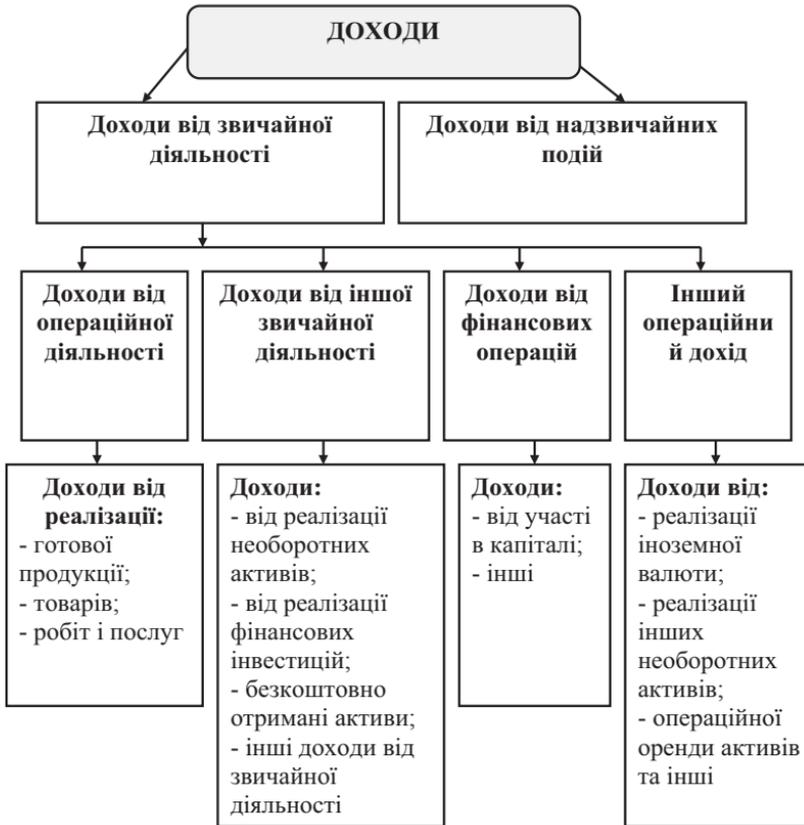 ДОХОДИ
Доходи від звичайної
діяльності
Доходи від надзвичайних
подій
Доходи від
операційної
діяльності
Доходи від іншої
звичайної
діяльності
Доходи від
фінансових
операцій
Інший
операційни
й дохід
Доходи від
реалізації:
- готової
продукції;
- товарів;
- робіт і послуг
Доходи:
- від реалізації
необоротних
активів;
- від реалізації
фінансових
інвестицій;
- безкоштовно
отримані активи;
- інші доходи від
звичайної
діяльності
Доходи:
- від участі
в капіталі;
- інші
Доходи від:
- реалізації
іноземної
валюти;
- реалізації
інших
необоротних
активів;
- операційної
оренди активів
та інші